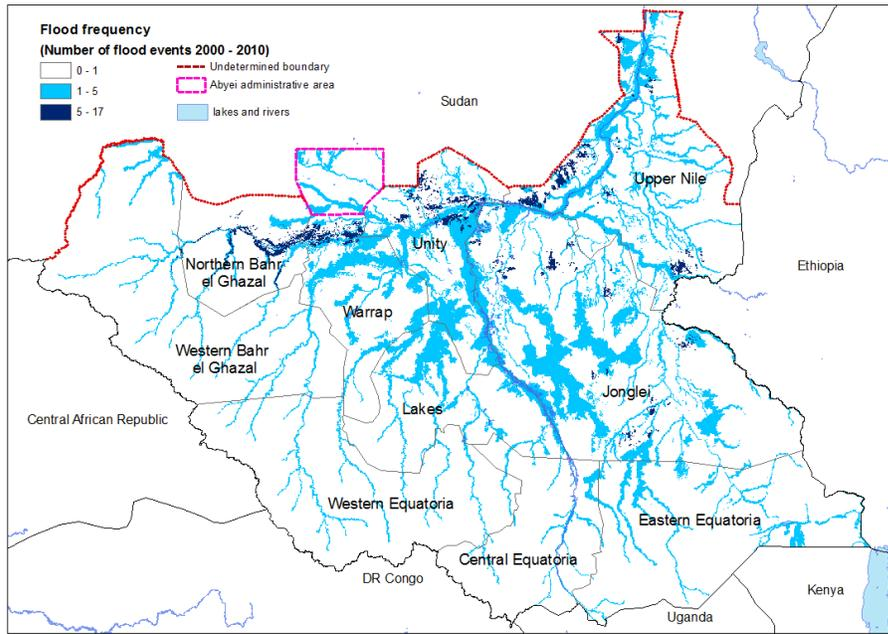 Flood frequency
(Number of flood events 2000 - 2010)
0 - 1
1 - 5
5 - 17
Undetermined boundary
Abyei administrative area
lakes and rivers
Sudan
Upper Nile
Ethiopia
Unity
Northern Bahr
el Ghazal
Warrap
Western Bahr
el Ghazal
Jonglei
Lakes
Central African Republic
Western Equatoria
Eastern Equatoria
Central Equatoria
DR Congo
Kenya
Uganda